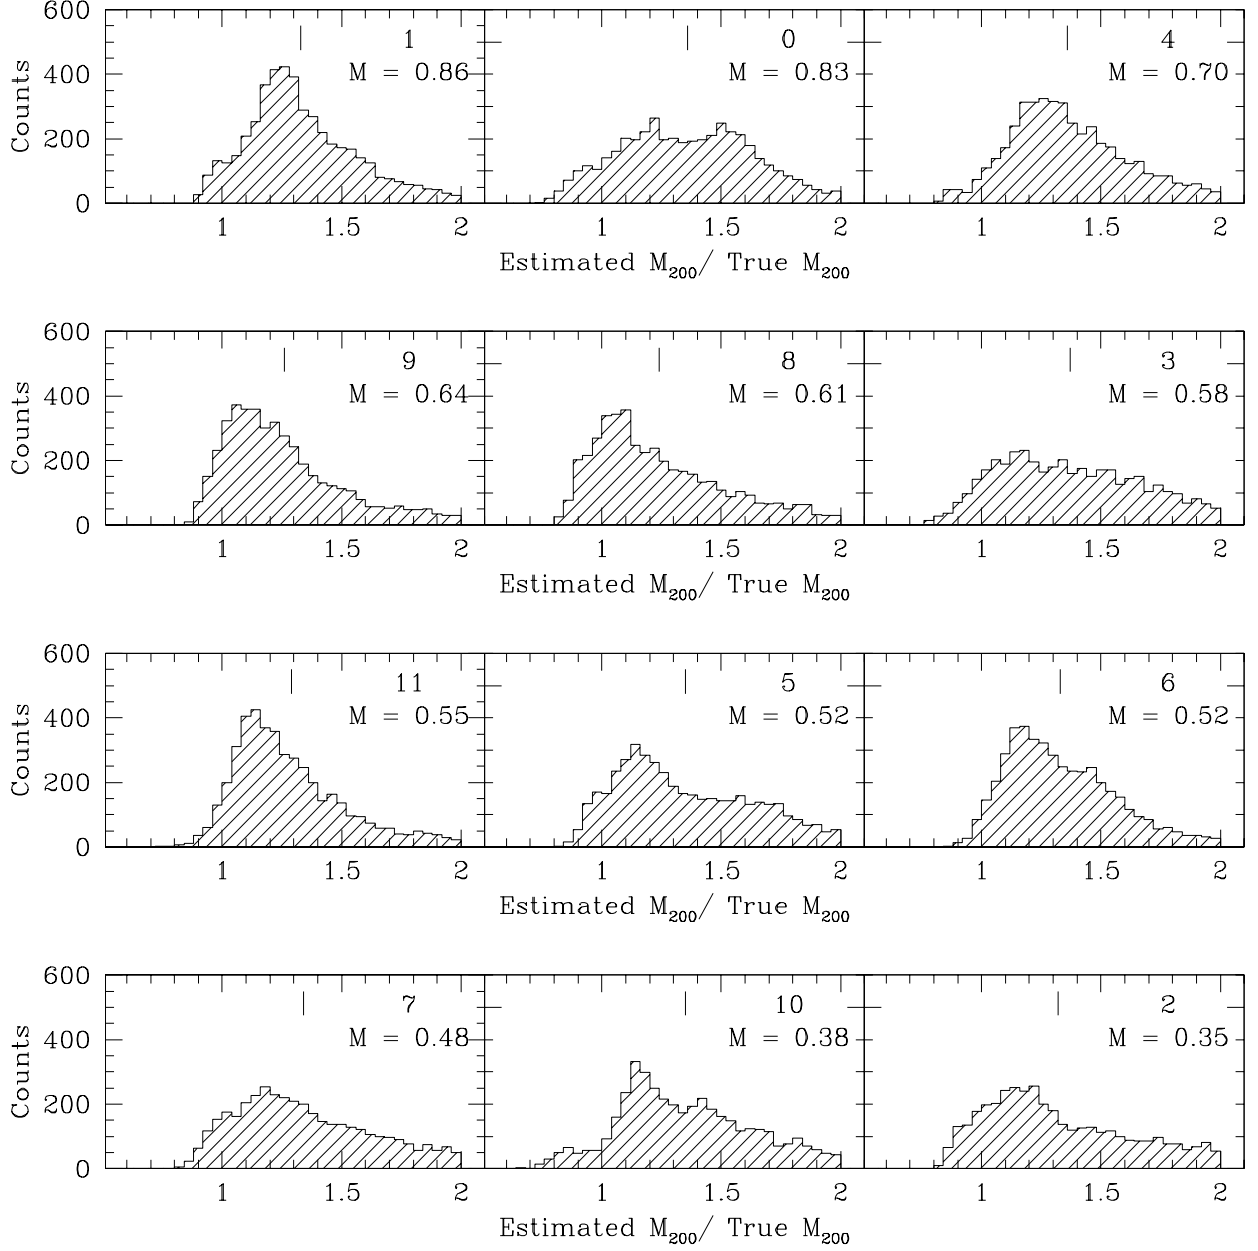 600 1 0 4
M = 0.86 M = 0.83 M = 0.70
400
Counts
200
0
1 1.5 2 1 1.5 2 1 1.5 2
Estimated M200/ True M200
600 9 8 3
M = 0.64 M = 0.61 M = 0.58
400
Counts
200
0
1 1.5 2 1 1.5 2 1 1.5 2
Estimated M200/ True M200
600 11 5 6
M = 0.55 M = 0.52 M = 0.52
400
Counts
200
0
1 1.5 2 1 1.5 2 1 1.5 2
Estimated M200/ True M200
600 7 10 2
M = 0.48 M = 0.38 M = 0.35
400
Counts
200
0
1 1.5 2 1 1.5 2 1 1.5 2
Estimated M200/ True M200